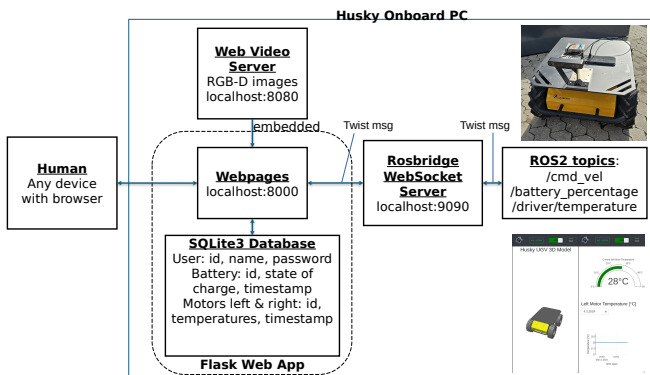 Husky Onboard PC
Web Video
Server
RGB-D images
localhost:8080
embedded
Twist msg
Twist msg
Human
Any device
with browser
Webpages
localhost:8000
Rosbridge
WebSocket
Server
localhost:9090
ROS2 topics:
/cmd_vel
/battery_percentage
/driver/temperature
SQLite3 Database
User: id, name, password
Battery: id, state of
charge, timestamp
Motors left & right: id,
temperatures, timestamp
Flask Web App
Husky UGV 3D Model
28°C
Left Motor Temperature [°C]